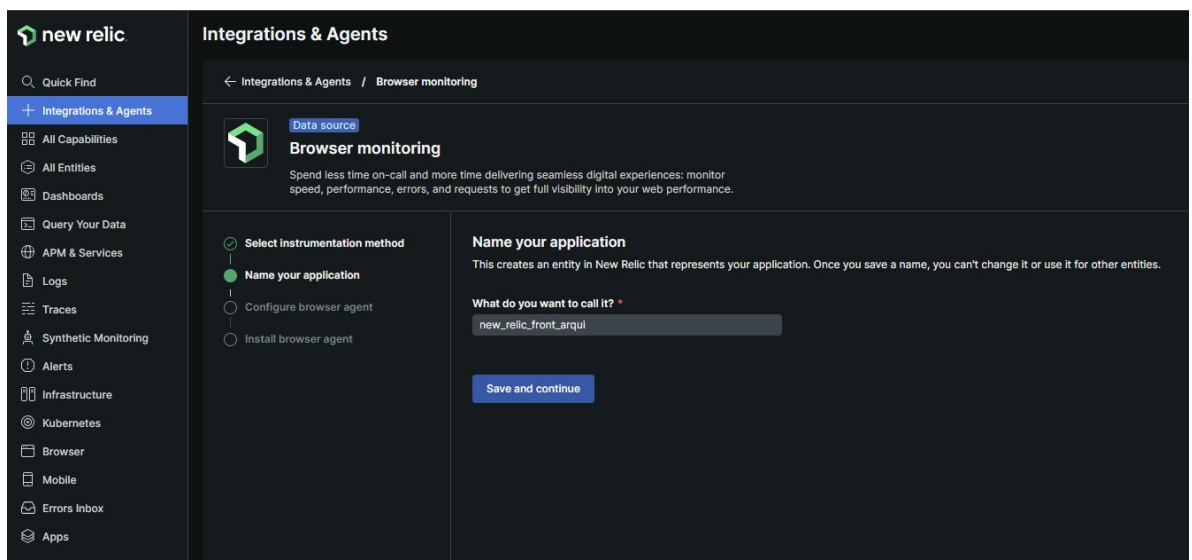 new relic
Integrations & Agents
Quick Find
Integrations & Agents
All Capabilities
All Entities
Dashboards
Query Your Data
APM & Services
Logs
Traces
Synthetic Monitoring
Alerts
Infrastructure
Kubernetes
Browser
Mobile
Errors Inbox
Apps
Integrations & Agents / Browser monitoring
Data source
Browser monitoring
Spend less time on-call and more time delivering seamless digital experiences: monitor
speed, performance, errors, and requests to get full visibility into your web performance.
Select instrumentation method
Name your application
Configure browser agent
Install browser agent
Name your application
This creates an entity in New Relic that represents your application. Once you save a name, you can't change it or use it for other entities.
What do you want to call it? *
new_relic_front_arqui
Save and continue